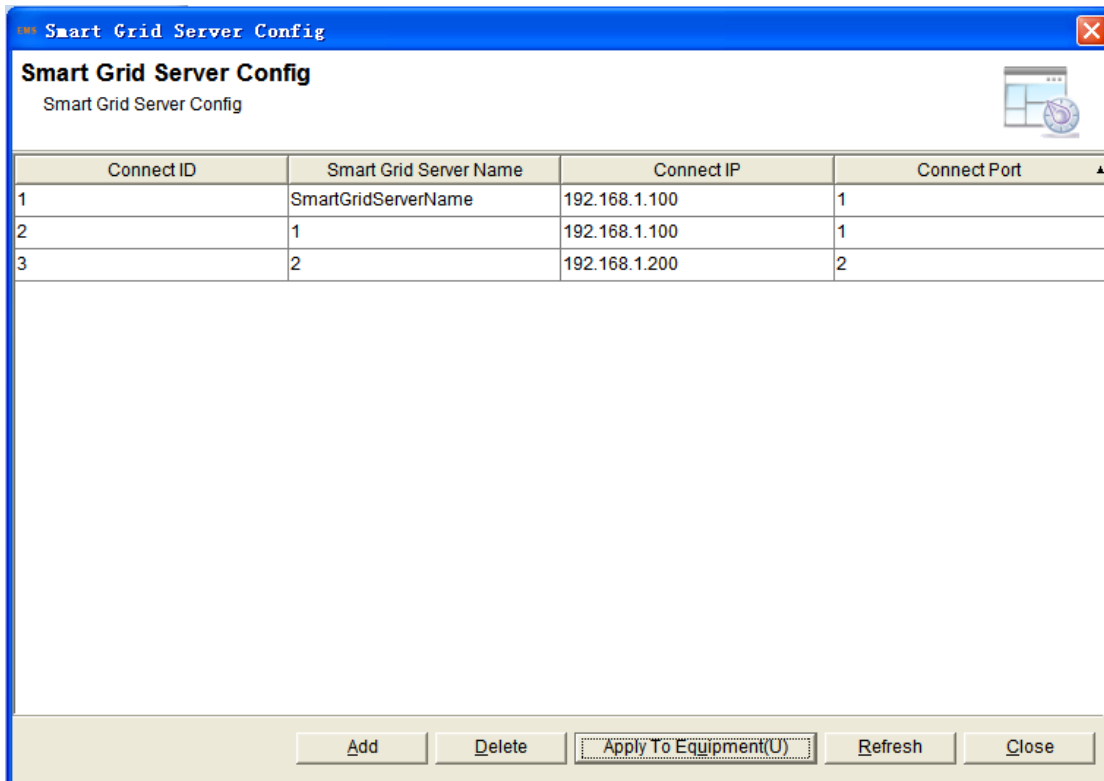 EMS Smart Grid Server Config
Smart Grid Server Config
Smart Grid Server Config
Connect ID Smart Grid Server Name Connect IP Connect Port
1 SmartGridServerName 192.168.1.100 1
2 1 192.168.1.100 1
3 2 192.168.1.200 2
Add Delete Apply To Equipment(U) Refresh Close